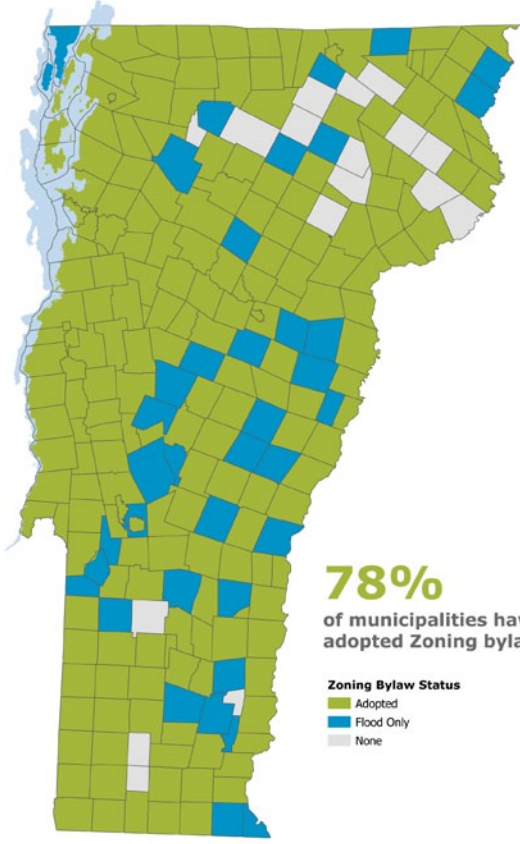 78%
of municipalities hav
adopted Zoning byla
Zoning Bylaw Status
Adopted
Flood Only
None